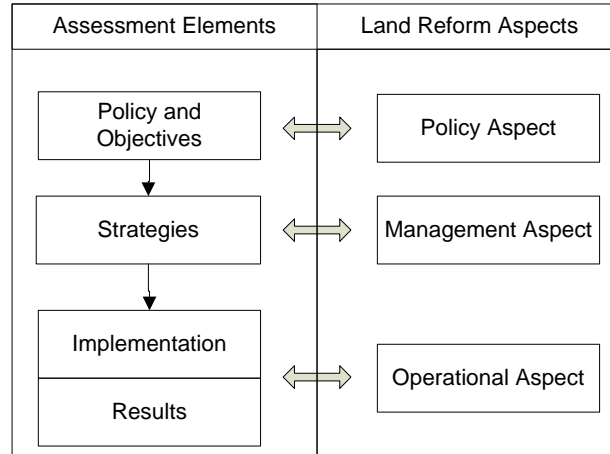 Assessment Elements
Land Reform Aspects
Policy and
Objectives
Policy Aspect
Strategies
Management Aspect
Implementation
Results
Operational Aspect